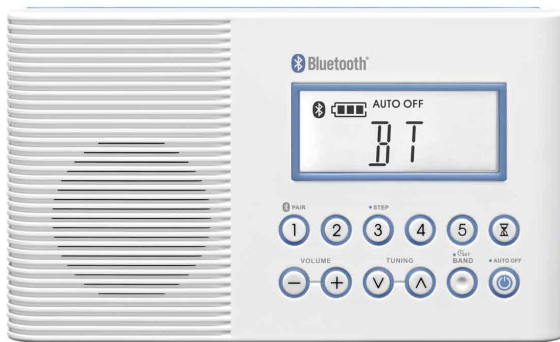 Bluetooth®
AUTO OFF
BT
PAIR
• STEP
1 2 3 4 5
VOLUME
TUNING
• SET
BAND
• AUTO OFF
- +